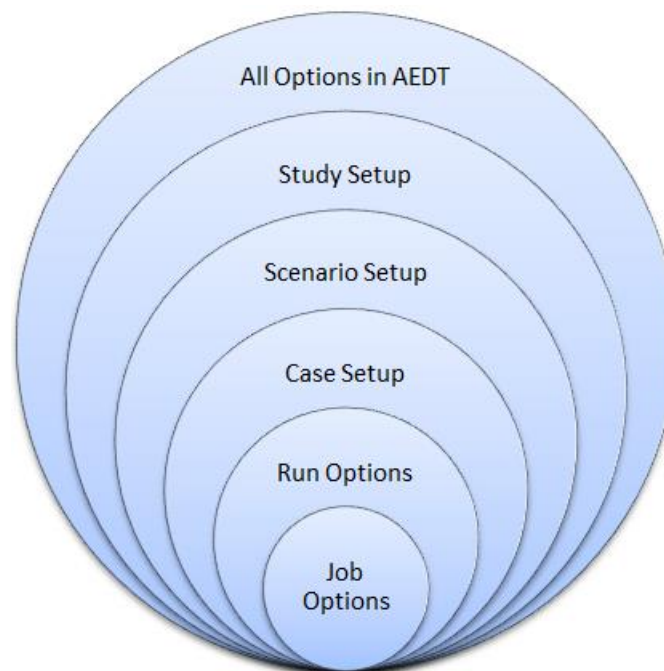 All Options in AEDT
Study Setup
Scenario Setup
Case Setup
Run Options
Job
Options